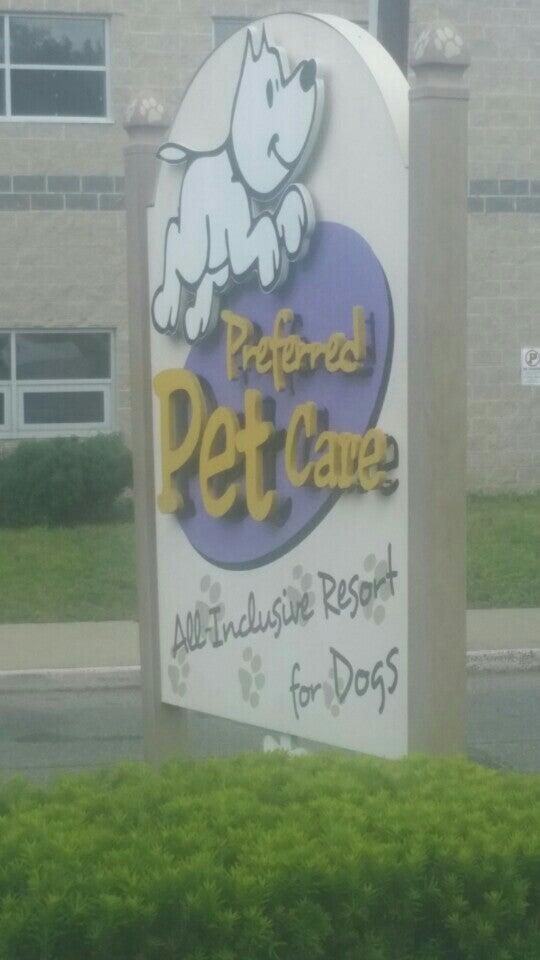 Preferred
Pet Care
All-Inclusive Resort
for Dogs